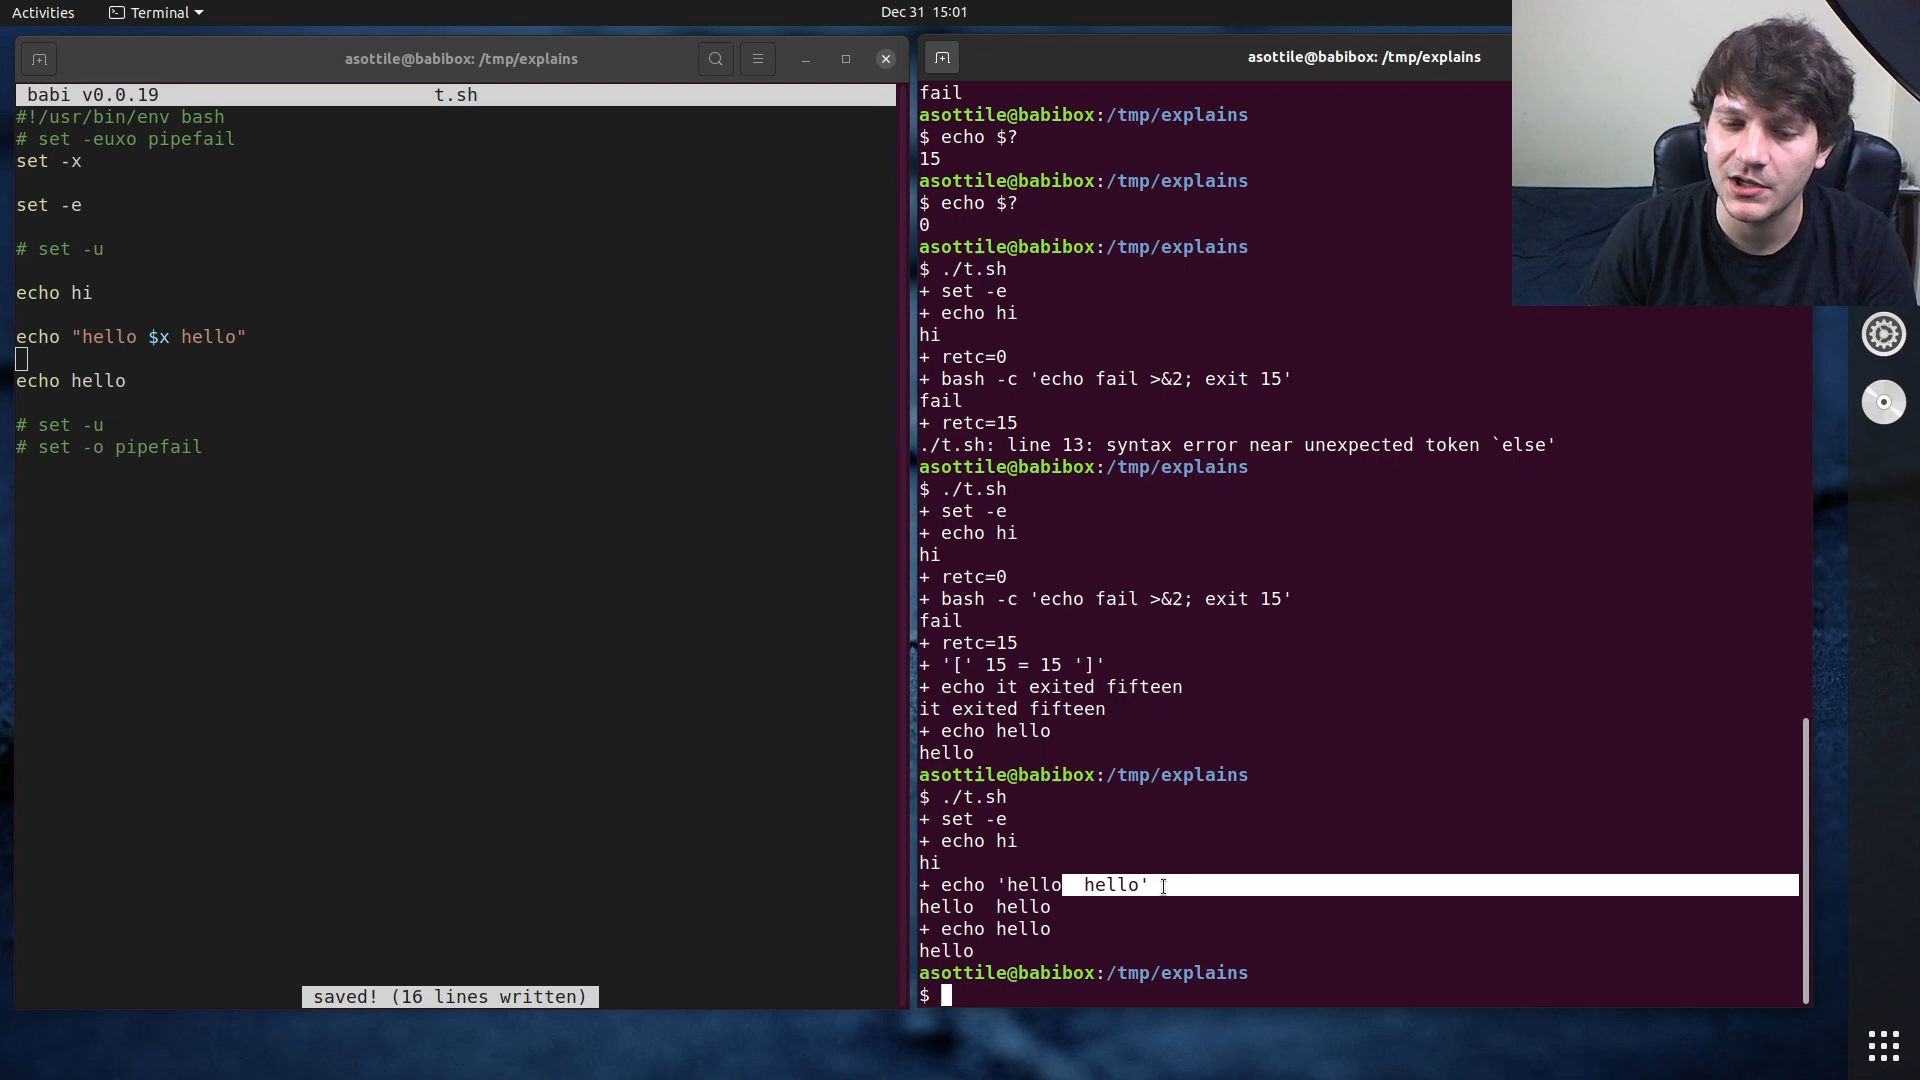 Activities
Terminal
Dec 31 15:01
asottile@babibox: /tmp/explains
babi v0.0.19 t.sh
#!/usr/bin/env bash
# set -euxo pipefail
set -x
set -e
# set -u
echo hi
echo "hello $x hello"
echo hello
# set -u
# set -o pipefail
saved! (16 lines written)
asottile@babibox: /tmp/explains
fail
asottile@babibox:/tmp/explains
$ echo $?
15
asottile@babibox:/tmp/explains
$ echo $?
0
asottile@babibox:/tmp/explains
$ ./t.sh
+ set -e
+ echo hi
hi
+ retc=0
+ bash -c 'echo fail >&2; exit 15'
fail
+ retc=15
./t.sh: line 13: syntax error near unexpected token `else'
asottile@babibox:/tmp/explains
$ ./t.sh
+ set -e
+ echo hi
hi
+ retc=0
+ bash -c 'echo fail >&2; exit 15'
fail
+ retc=15
+ '[' 15 = 15 ']'
+ echo it exited fifteen
it exited fifteen
+ echo hello
hello
asottile@babibox:/tmp/explains
$ ./t.sh
+ set -e
+ echo hi
hi
+ echo 'hello  hello'
hello  hello
+ echo hello
hello
asottile@babibox:/tmp/explains
$